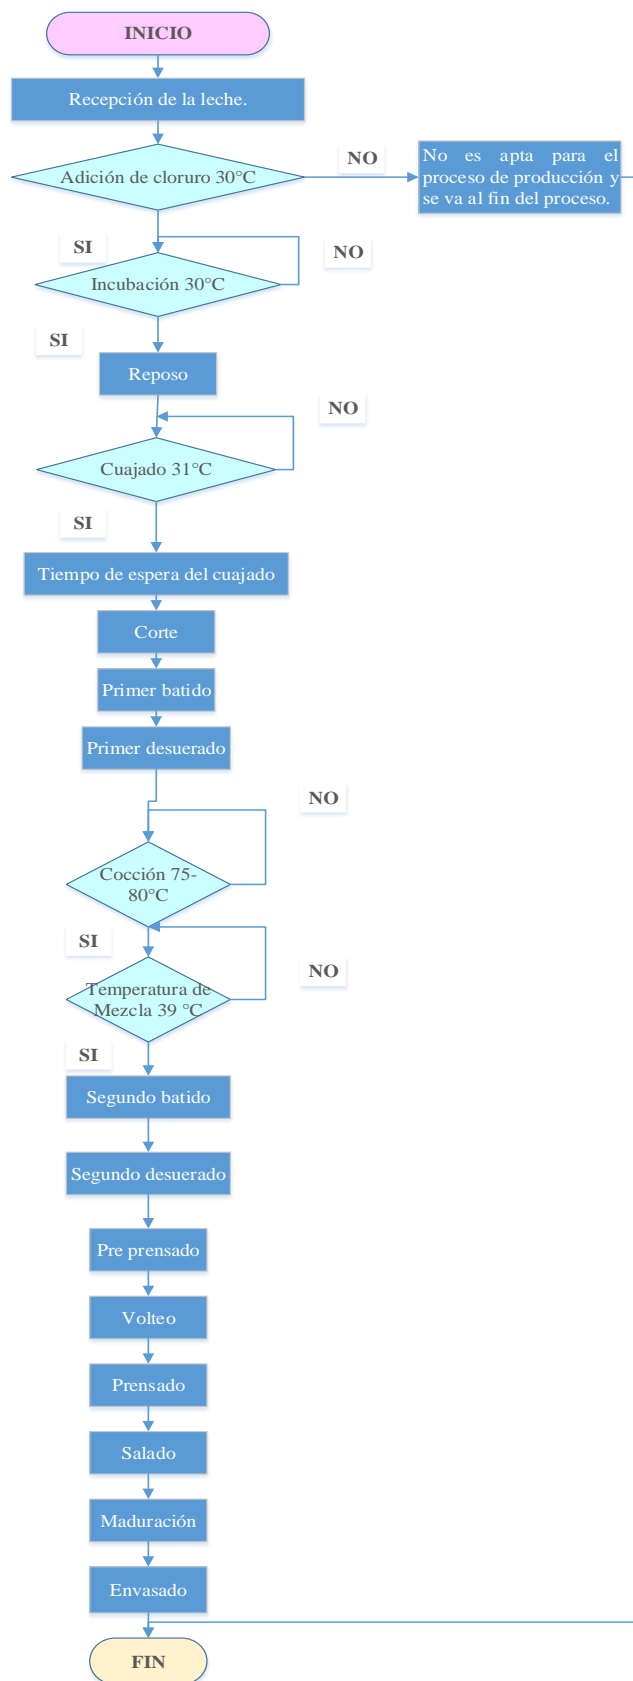 INICIO
Recepción de la leche.
NO
Adición de cloruro 30°C
No es apta para el
proceso de producción y
se va al fin del proceso.
SI
NO
Incubación 30°C
SI
Reposo
NO
Cuajado 31°C
SI
Tiempo de espera del cuajado
Corte
Primer batido
Primer desuerado
NO
Cocción 75-
80°C
SI
NO
Temperatura de
Mezcla 39 °C
SI
Segundo batido
Segundo desuerado
Pre prensado
Volteo
Prensado
Salado
Maduración
Envasado
FIN